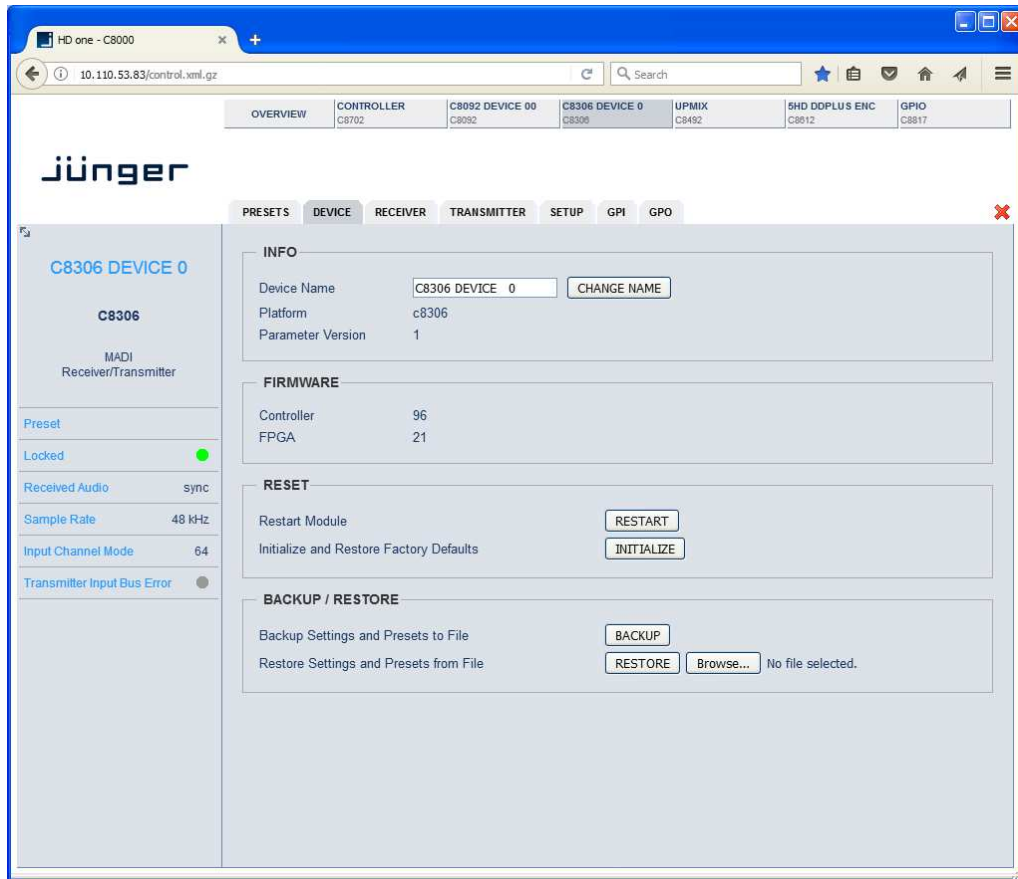 HD one - C8000
10.110.53.83/control.xml.gz
Search
OVERVIEW
CONTROLLER
C8702
C8092 DEVICE 00
C8092
C8306 DEVICE 0
C8306
UPMIX
C8492
5HD DDPLUS ENC
C8612
GPIO
C8817
jünger
PRESETS DEVICE RECEIVER TRANSMITTER SETUP GPI GPO
C8306 DEVICE 0
C8306
MADI
Receiver/Transmitter
Preset
Locked
Received Audio sync
Sample Rate 48 kHz
Input Channel Mode 64
Transmitter Input Bus Error
INFO
Device Name C8306 DEVICE 0 CHANGE NAME
Platform c8306
Parameter Version 1
FIRMWARE
Controller 96
FPGA 21
RESET
Restart Module RESTART
Initialize and Restore Factory Defaults INITIALIZE
BACKUP / RESTORE
Backup Settings and Presets to File BACKUP
Restore Settings and Presets from File RESTORE Browse... No file selected.